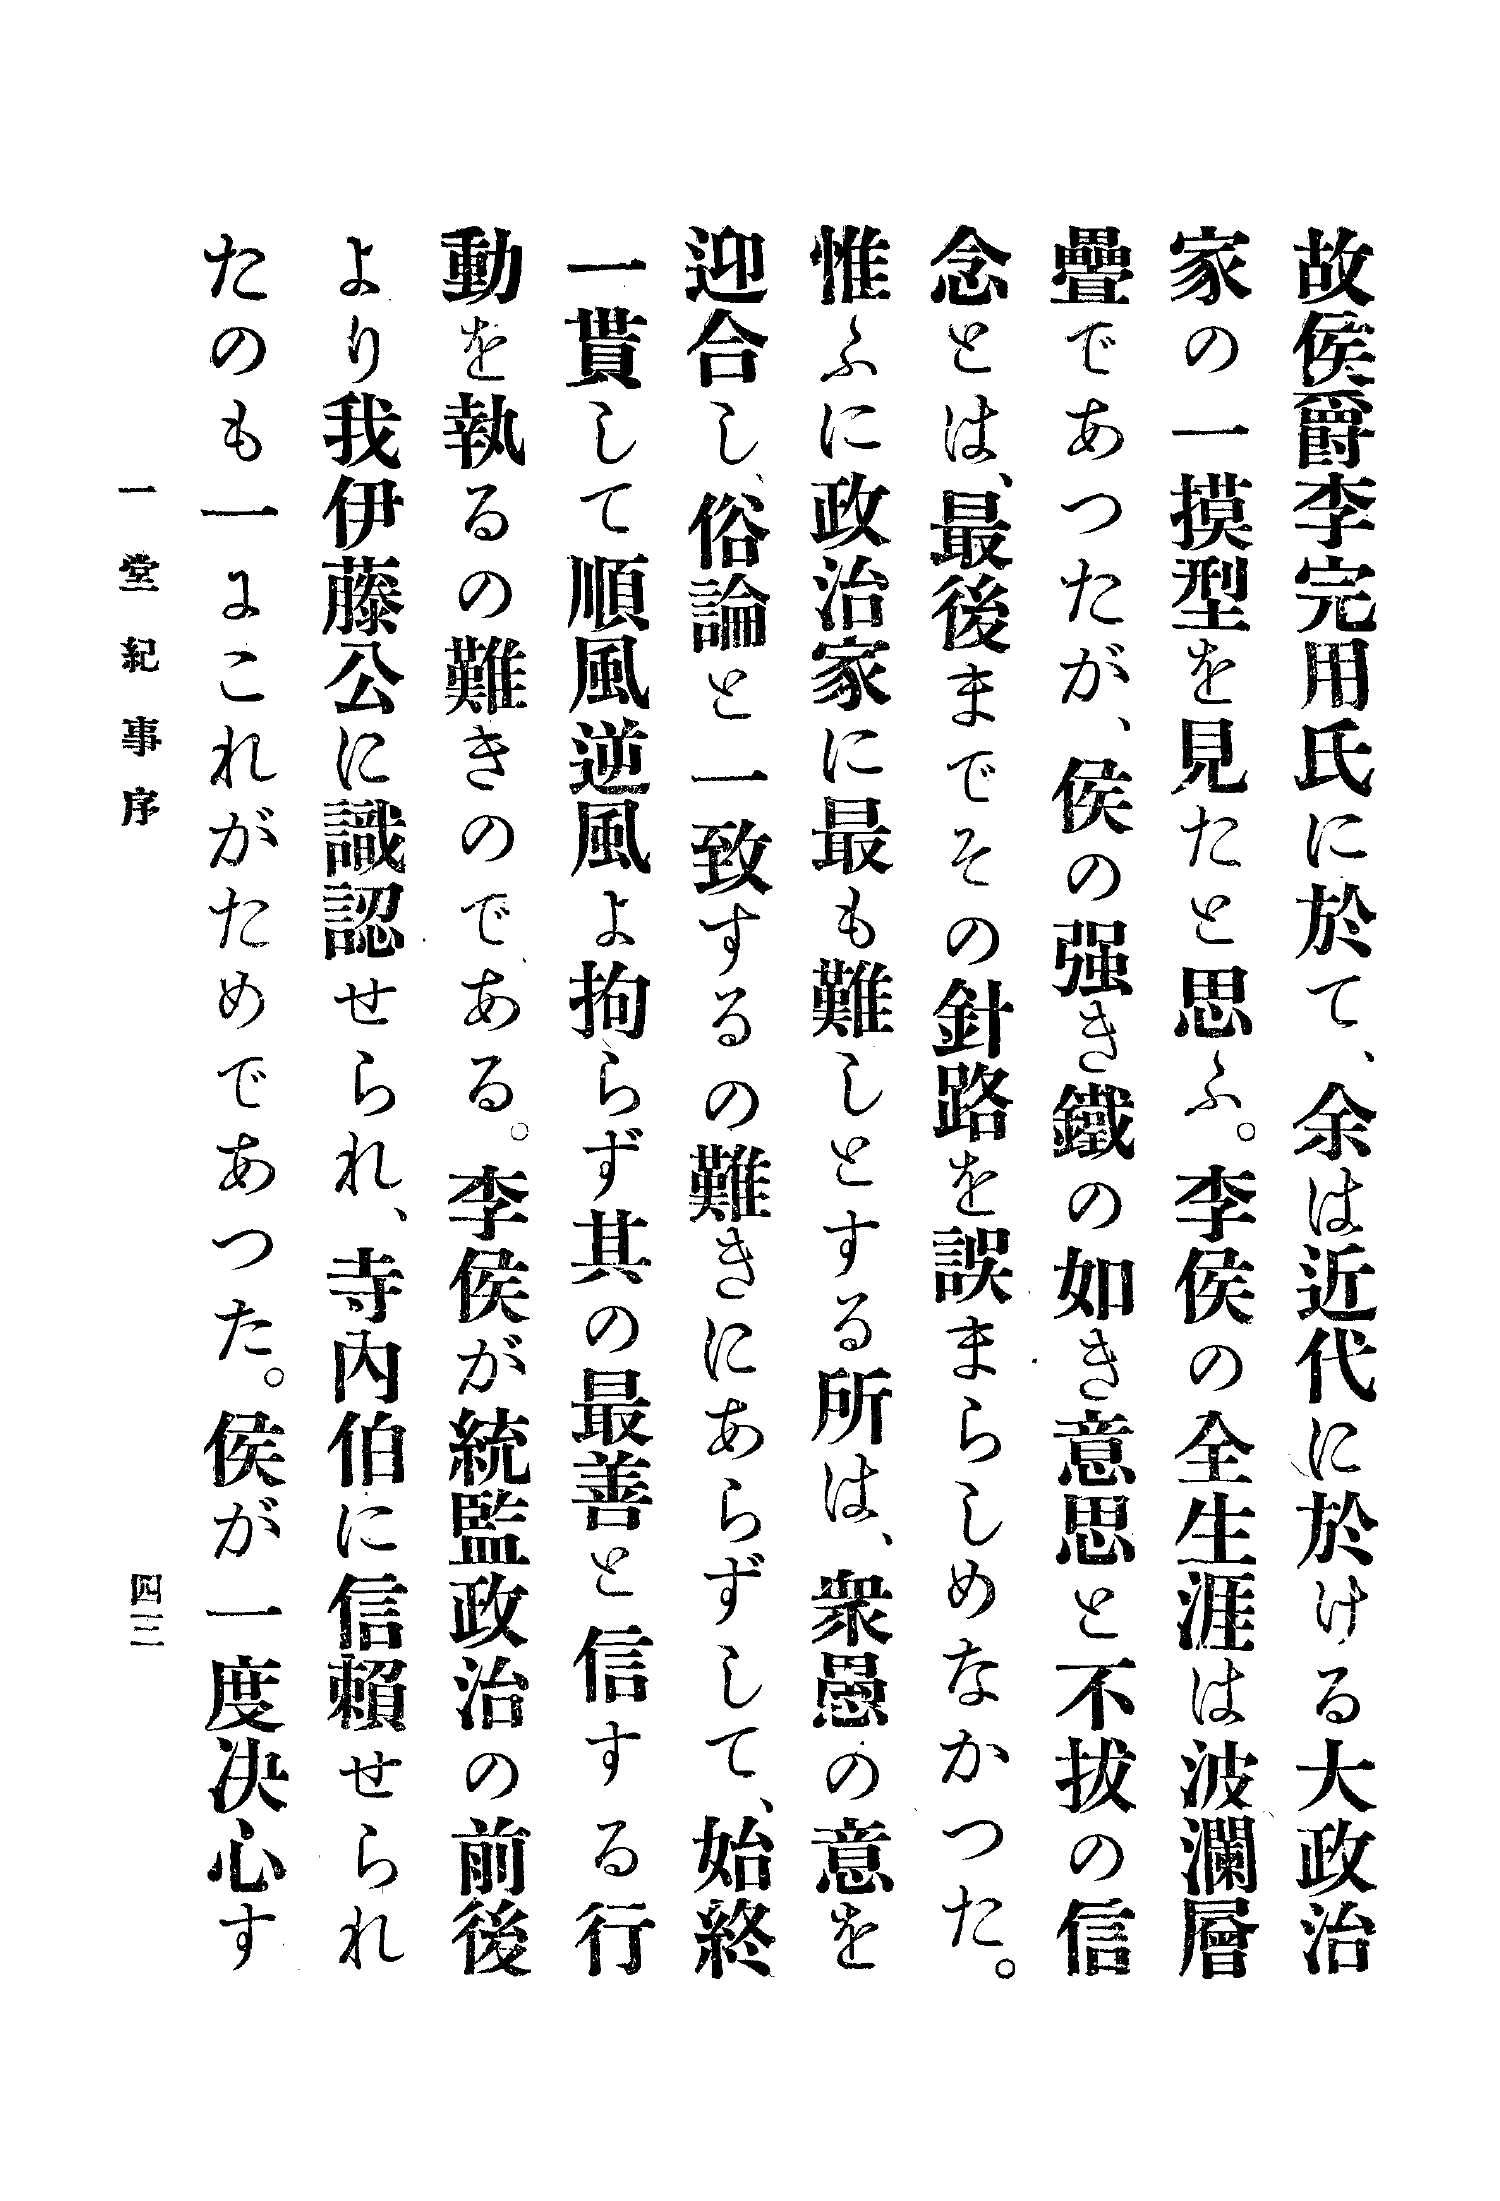 故侯爵李完用氏に於て、余は近代に於ける大政治
家の一摸型を見たと思ふ。李侯の全生涯は波瀾層
疊であつたが、侯の强き鐵の如き意思と不拔の信
念とは、最後までその針路を誤まらしめなかつた。
惟ふに政治家に最も難しとする所は、衆愚の意を
迎合し、俗論と一致するの難きにあらずして、始終
一貫して順風逆風よ拘らず其の最善と信する行
動を執るの難きのである。李侯が統監政治の前後
より我伊藤公に識認せられ、寺內伯に信賴せられ
たのも一にこれがためであつた。侯が一度决心す
一堂紀事序
四三